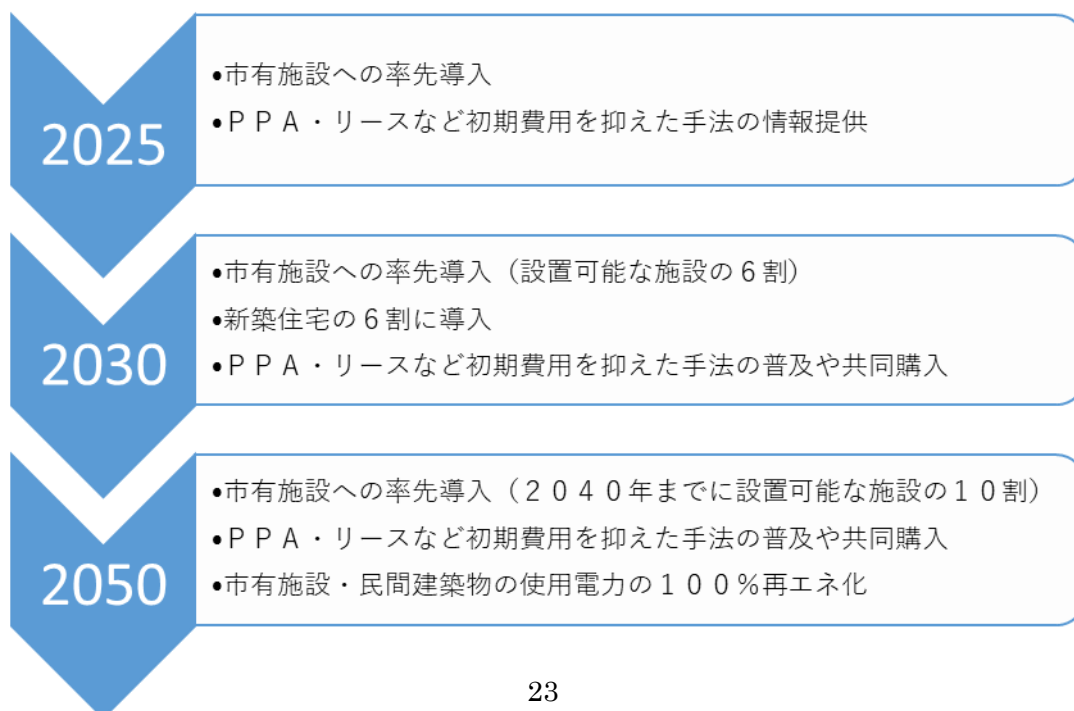 2025
•市有施設への率先導入
•ＰＰＡ・リースなど初期費用を抑えた手法の情報提供
2030
•市有施設への率先導入（設置可能な施設の６割）
•新築住宅の６割に導入
•ＰＰＡ・リースなど初期費用を抑えた手法の普及や共同購入
2050
•市有施設への率先導入（２０４０年までに設置可能な施設の１０割）
•ＰＰＡ・リースなど初期費用を抑えた手法の普及や共同購入
•市有施設・民間建築物の使用電力の１００％再エネ化
23